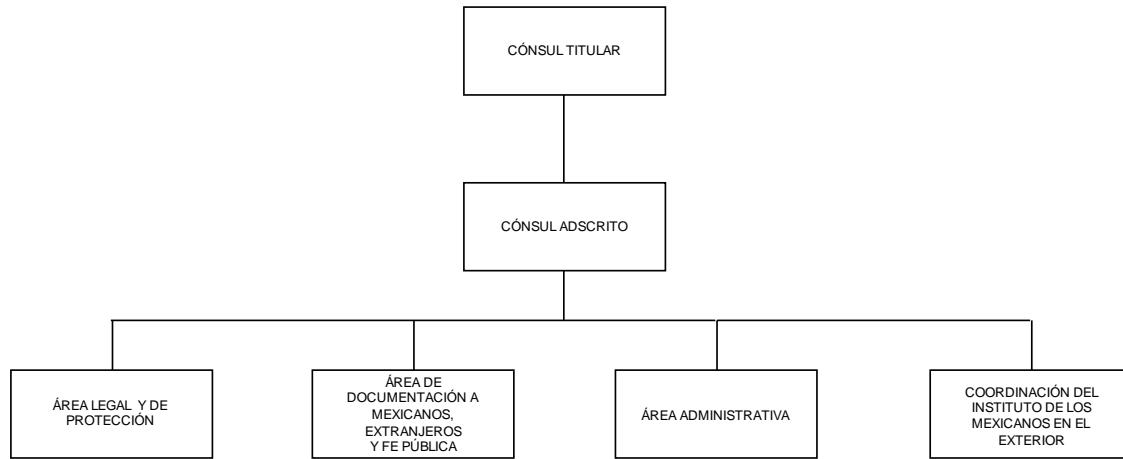 CÓNSUL TITULAR
CÓNSUL ADSCRITO
ÁREA LEGAL Y DE
PROTECCIÓN
ÁREA DE
DOCUMENTACIÓN A
MEXICANOS,
EXTRANJEROS
Y FE PÚBLICA
ÁREA ADMINISTRATIVA
COORDINACIÓN DEL
INSTITUTO DE LOS
MEXICANOS EN EL
EXTERIOR